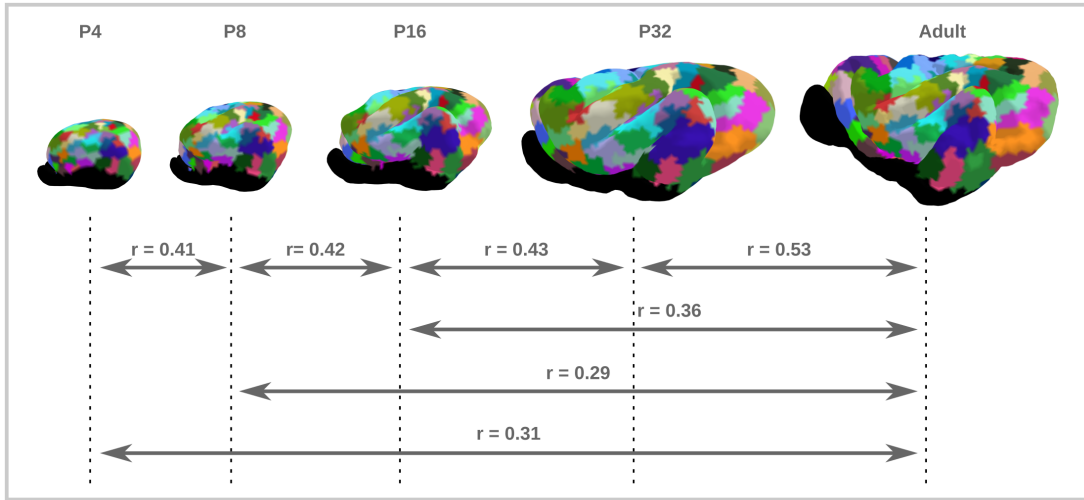 P4 P8 P16 P32 Adult
r = 0.41 r= 0.42 r = 0.43 r = 0.53
r = 0.36
r = 0.29
r = 0.31